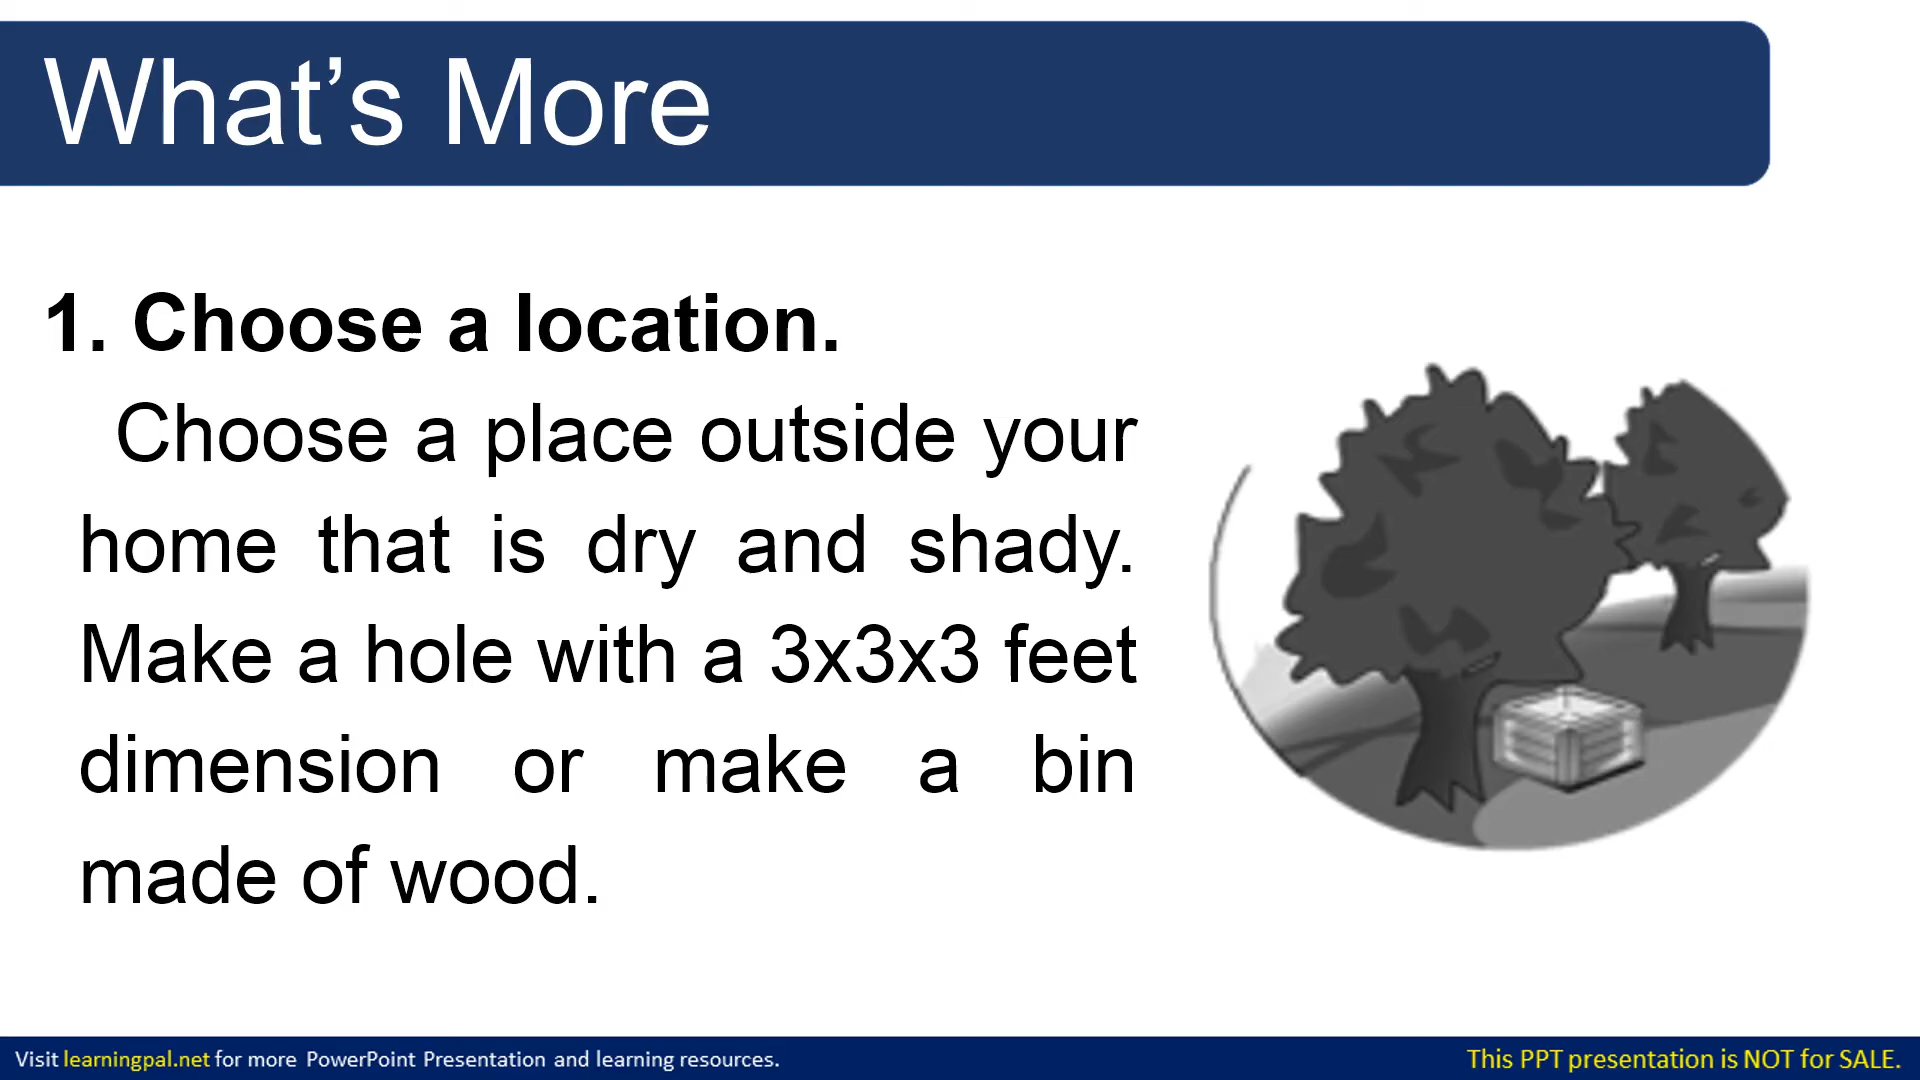 What’s More
1. Choose a location.
Choose a place outside your
home that is dry and shady.
Make a hole with a 3x3x3 feet
dimension or make a bin
made of wood.
Visit learningpal.net for more PowerPoint Presentation and learning resources.
This PPT presentation is NOT for SALE.